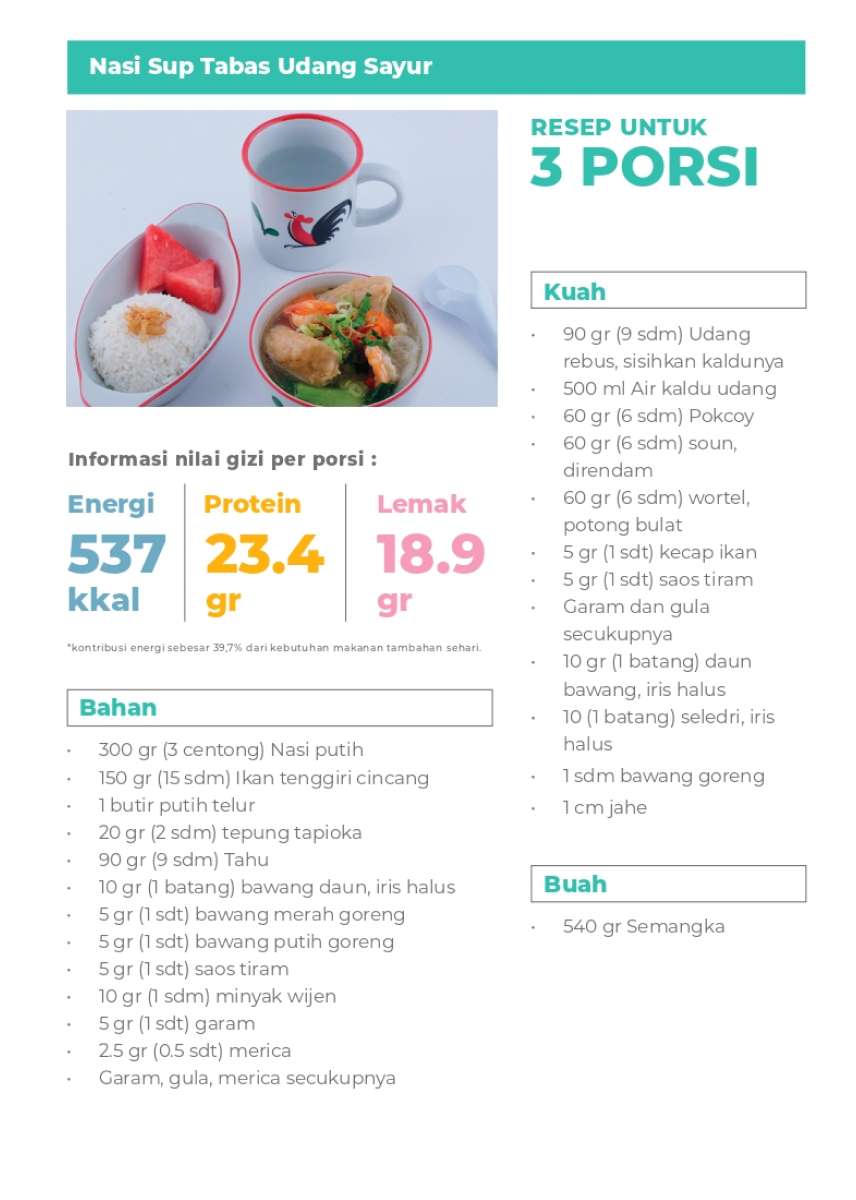 Nasi Sup Tabas Udang Sayur
RESEP UNTUK
3 PORSI
Informasi nilai gizi per porsi :
Energi
537
kkal
Protein
23.4
gr
Lemak
18.9
gr
*kontribusi energi sebesar 39,7% dari kebutuhan makanan tambahan sehari.
Bahan
• 300 gr (3 centong) Nasi putih
• 150 gr (15 sdm) Ikan tenggiri cincang
• 1 butir putih telur
• 20 gr (2 sdm) tepung tapioka
• 90 gr (9 sdm) Tahu
• 10 gr (1 batang) bawang daun, iris halus
• 5 gr (1 sdt) bawang merah goreng
• 5 gr (1 sdt) bawang putih goreng
• 5 gr (1 sdt) saos tiram
• 10 gr (1 sdm) minyak wijen
• 5 gr (1 sdt) garam
• 2.5 gr (0.5 sdt) merica
• Garam, gula, merica secukupnya
Kuah
• 90 gr (9 sdm) Udang
rebus, sisihkan kaldunya
• 500 ml Air kaldu udang
• 60 gr (6 sdm) Pokcoy
• 60 gr (6 sdm) soun,
direndam
• 60 gr (6 sdm) wortel,
potong bulat
• 5 gr (1 sdt) kecap ikan
• 5 gr (1 sdt) saos tiram
• Garam dan gula
secukupnya
• 10 gr (1 batang) daun
bawang, iris halus
• 10 (1 batang) seledri, iris
halus
• 1 sdm bawang goreng
• 1 cm jahe
Buah
• 540 gr Semangka